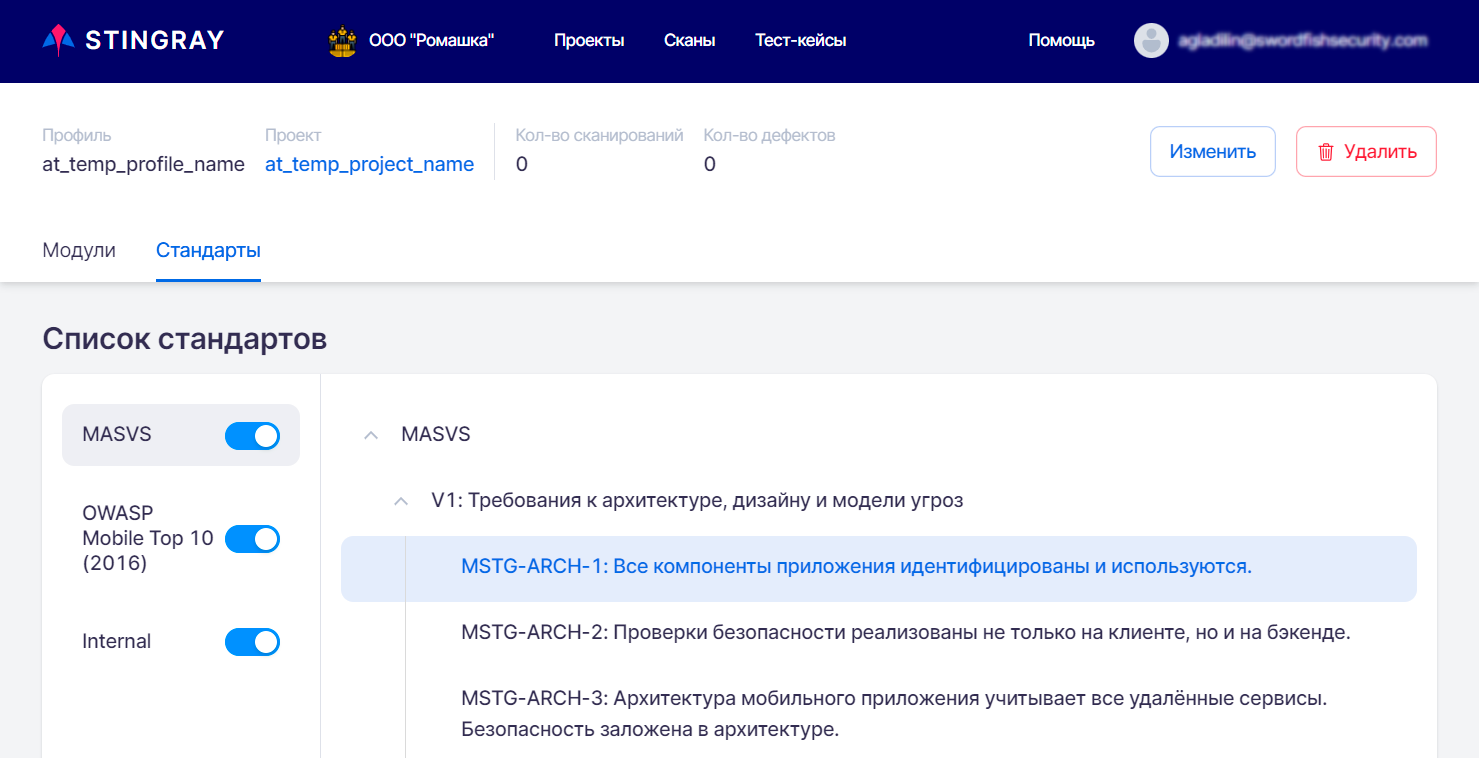 STINGRAY
ООО "Ромашка"
Проекты
Сканы
Тест-кейсы
Помощь
Профиль
at_temp_profile_name
Проект
at_temp_project_name
Кол-во сканирований
0
Кол-во дефектов
0
Изменить
Удалить
Модули
Стандарты
Список стандартов
MASVS
OWASP
Mobile Top 10
(2016)
Internal
MASVS
V1: Требования к архитектуре, дизайну и модели угроз
MSTG-ARCH-1: Все компоненты приложения идентифицированы и используются.
MSTG-ARCH-2: Проверки безопасности реализованы не только на клиенте, но и на бэкенде.
MSTG-ARCH-3: Архитектура мобильного приложения учитывает все удалённые сервисы.
Безопасность заложена в архитектуре.